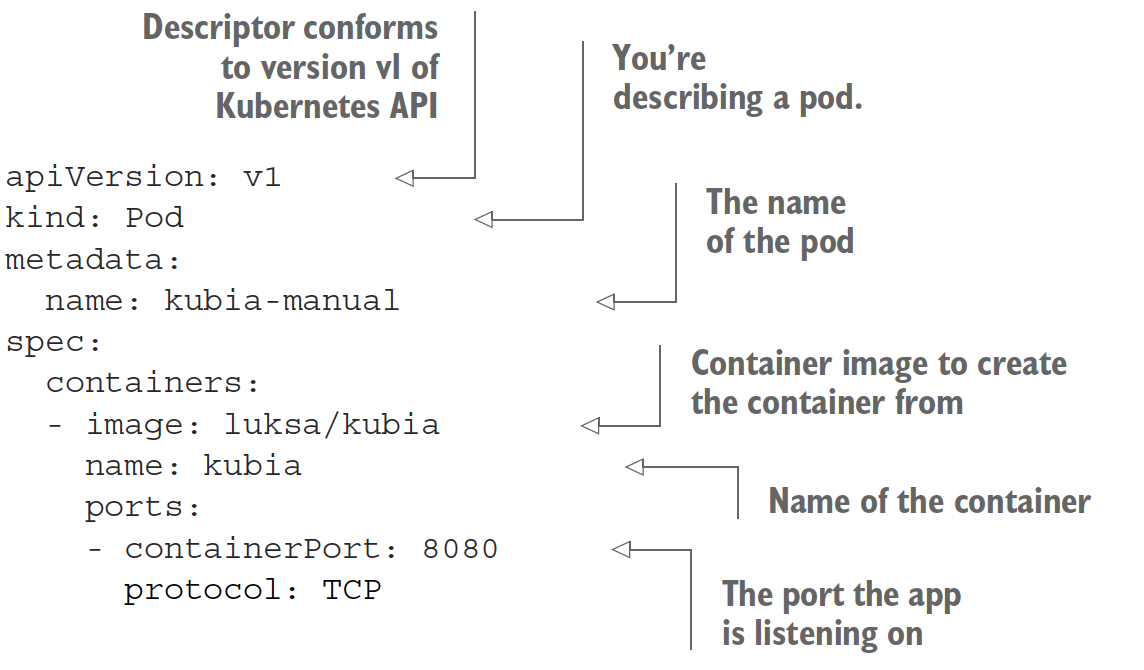 Descriptor conforms
to version v1 of
Kubernetes API
You're
describing a pod.
apiVersion: v1
kind: Pod
The name
of the pod
metadata:
  name: kubia-manual
spec:
Container image to create
the container from
  containers:
  - image: luksa/kubia
    name: kubia
Name of the container
    ports:
    - containerPort: 8080
      protocol: TCP
The port the app
is listening on